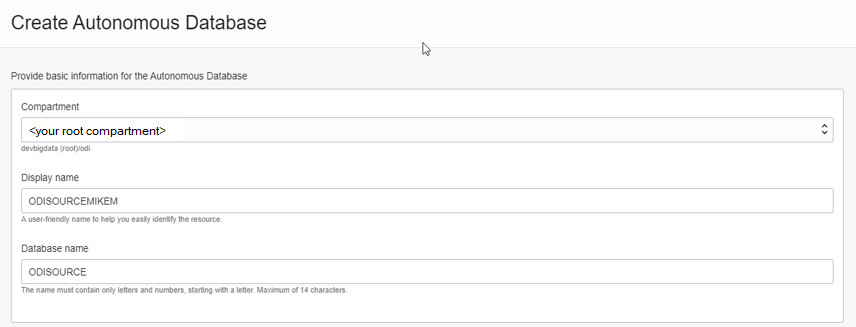 Create Autonomous Database
Provide basic information for the Autonomous Database
Compartment
<your root compartment>
devbigdata (root)/odi
Display name
ODISOURCEMIKEM
A user-friendly name to help you easily identify the resource.
Database name
ODISOURCE
The name must contain only letters and numbers, starting with a letter. Maximum of 14 characters.